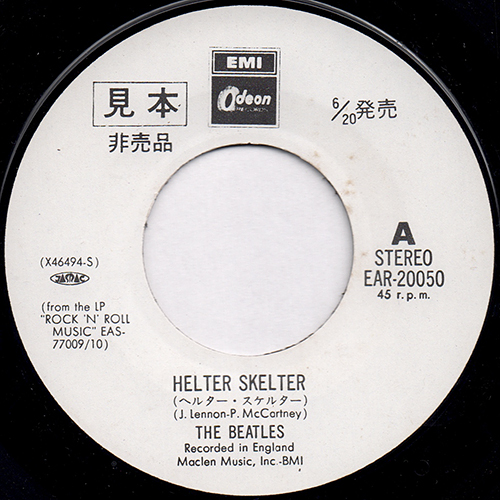 EMI
Odeon
見本
非売品
6/20発売
A
STEREO
EAR-20050
45 r.p.m.
(X46494-S)
JASRAC
(from the LP
"ROCK 'N' ROLL
MUSIC" EAS-
77009/10)
HELTER SKELTER
(ヘルター・スケルター)
(J. Lennon-P. McCartney)
THE BEATLES
Recorded in England
Maclen Music, Inc.-BMI